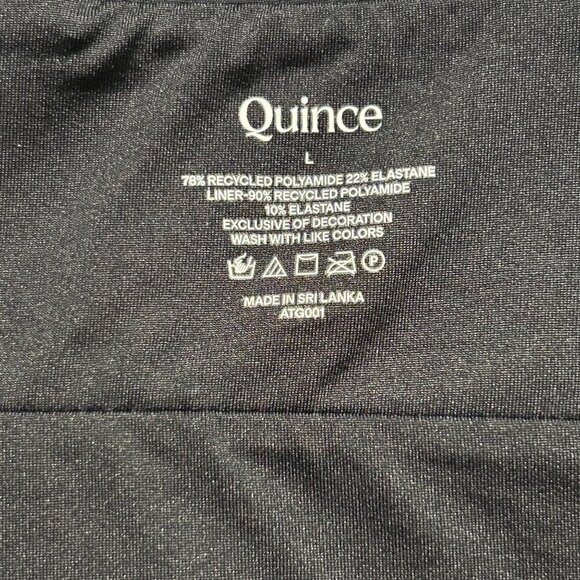 Quince
L
78% RECYCLED POLYAMIDE 22% ELASTANE
LINER-90% RECYCLED POLYAMIDE
10% ELASTANE
EXCLUSIVE OF DECORATION
WASH WITH LIKE COLORS
P
MADE IN SRI LANKA
ATG001